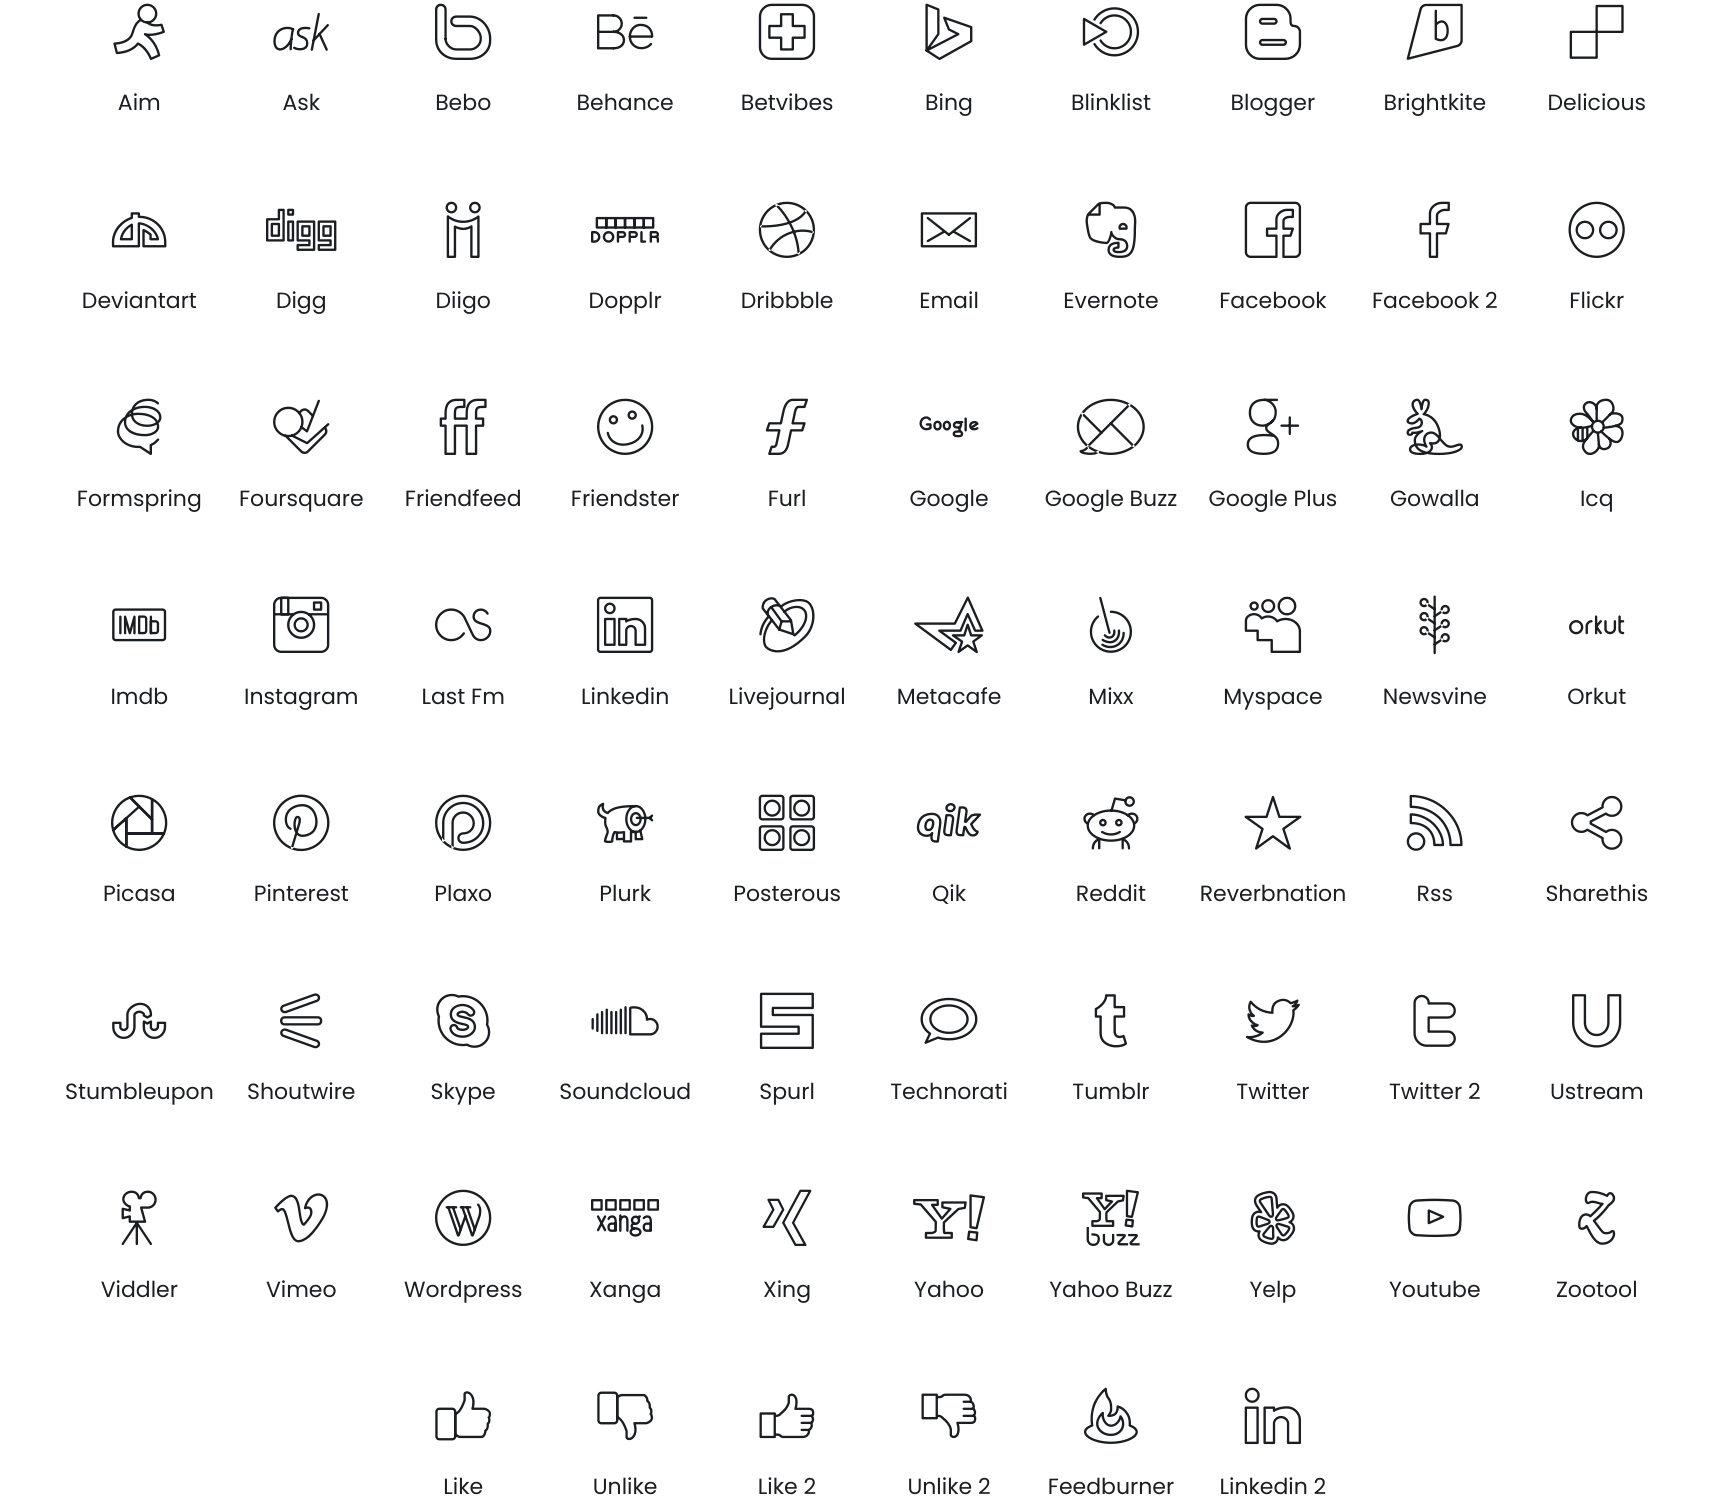 ask Bē b
Aim Ask Bebo Behance Betvibes Bing Blinklist Blogger Brightkite Delicious
digg DOPPLR f f
Deviantart Digg Diigo Dopplr Dribbble Email Evernote Facebook Facebook 2 Flickr
ff f Google g+
Formspring Foursquare Friendfeed Friendster Furl Google Google Buzz Google Plus Gowalla Icq
IMDb in orkut
Imdb Instagram Last Fm Linkedin Livejournal Metacafe Mixx Myspace Newsvine Orkut
qik
Picasa Pinterest Plaxo Plurk Posterous Qik Reddit Reverbnation Rss Sharethis
S S t t U
Stumbleupon Shoutwire Skype Soundcloud Spurl Technorati Tumblr Twitter Twitter 2 Ustream
V W xanga Y! Y! buzz Z
Viddler Vimeo Wordpress Xanga Xing Yahoo Yahoo Buzz Yelp Youtube Zootool
in
Like Unlike Like 2 Unlike 2 Feedburner Linkedin 2